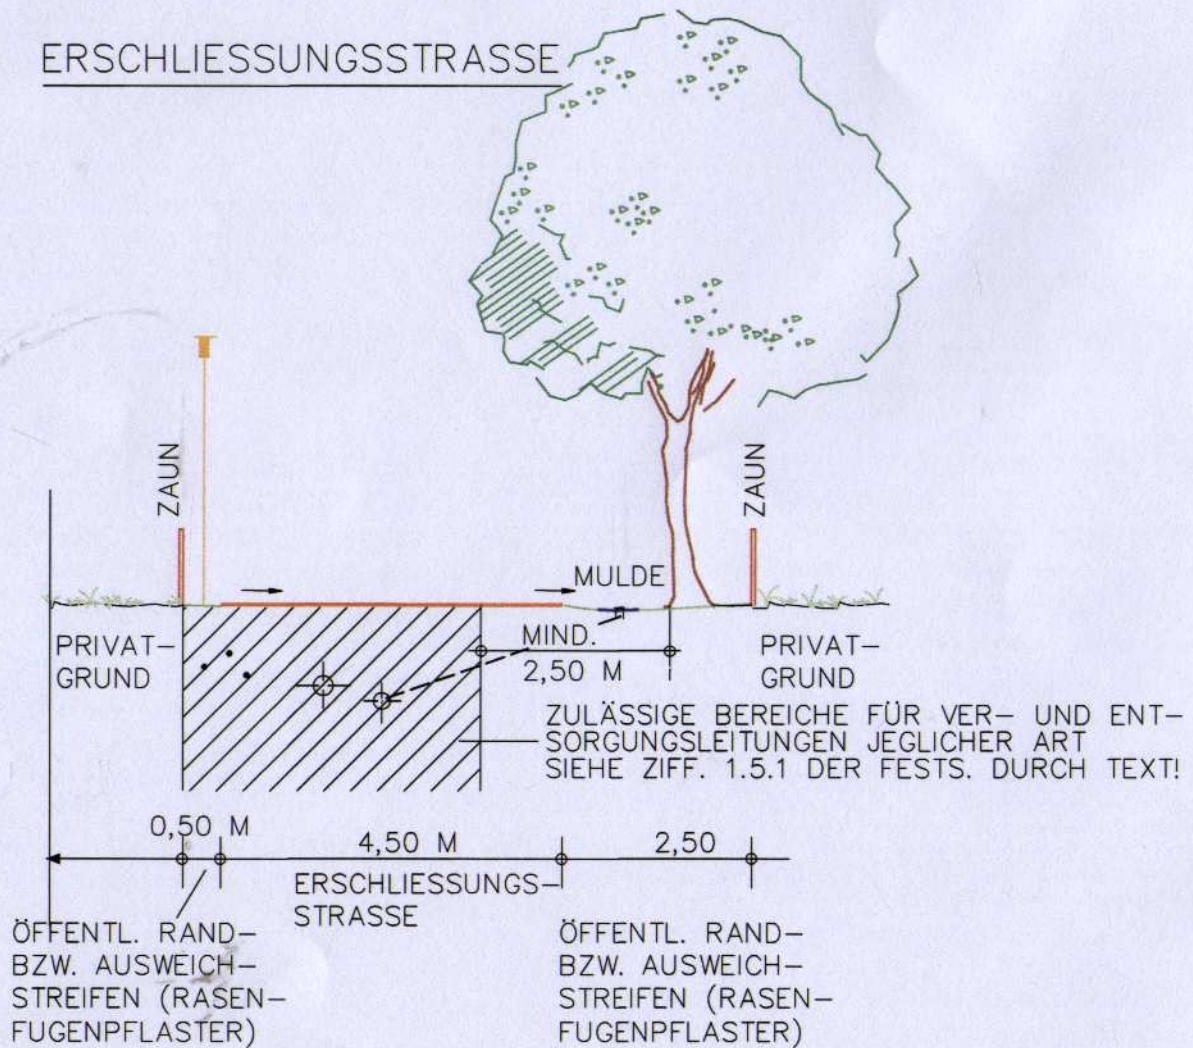 ERSCHLIESSUNGSSTRASSE
ZAUN
ZAUN
MULDE
PRIVAT–
GRUND
MIND.
2,50 M
PRIVAT–
GRUND
ZULÄSSIGE BEREICHE FÜR VER– UND ENT–
SORGUNGSLEITUNGEN JEGLICHER ART
SIEHE ZIFF. 1.5.1 DER FESTS. DURCH TEXT!
0,50 M
4,50 M
2,50
ERSCHLIESSUNGS–
STRASSE
ÖFFENTL. RAND–
BZW. AUSWEICH–
STREIFEN (RASEN–
FUGENPFLASTER)
ÖFFENTL. RAND–
BZW. AUSWEICH–
STREIFEN (RASEN–
FUGENPFLASTER)